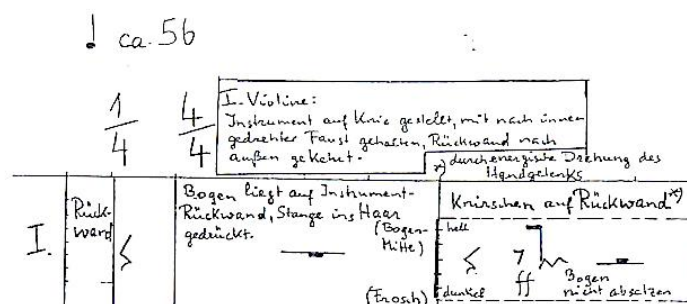 ca. 56
1
4
4
4
I. Violine:
Instrument auf Knie gestellt, mit nach innen
gedrehter Faust gehalten, Rückwand nach
außen gekehrt.
*) durch energische Drehung des
Handgelenks
I.
Rück-
wand
Bogen liegt auf Instrument-
Rückwand, Stange ins Haar
gedrückt.
(Bogen-
Mitte)
(Frosch)
Knirschen auf Rückwand*)
hell
dunkel
ff
Bogen
nicht absetzen